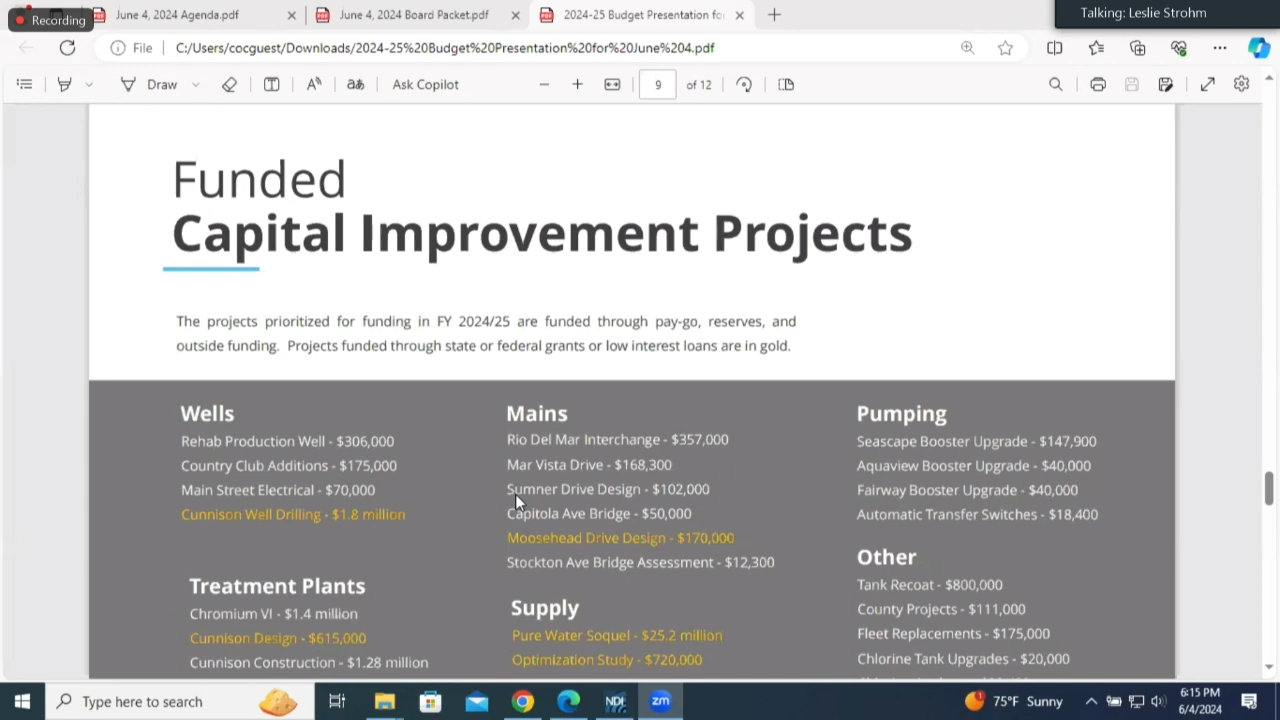 Recording
June 4, 2024 Agenda.pdf
June 4, 2024 Board Packet.pdf
2024-25 Budget Presentation for
Talking: Leslie Strohm
File
C:/Users/cocguest/Downloads/2024-25%20Budget%20Presentation%20for%20June%204.pdf
Draw
Ask Copilot
9
of 12
Funded
Capital Improvement Projects
The projects prioritized for funding in FY 2024/25 are funded through pay-go, reserves, and
outside funding. Projects funded through state or federal grants or low interest loans are in gold.
Wells
Rehab Production Well - $306,000
Country Club Additions - $175,000
Main Street Electrical - $70,000
Cunnison Well Drilling - $1.8 million
Treatment Plants
Chromium VI - $1.4 million
Cunnison Design - $615,000
Cunnison Construction - $1.28 million
Mains
Rio Del Mar Interchange - $357,000
Mar Vista Drive - $168,300
Sumner Drive Design - $102,000
Capitola Ave Bridge - $50,000
Moosehead Drive Design - $170,000
Stockton Ave Bridge Assessment - $12,300
Supply
Pure Water Soquel - $25.2 million
Optimization Study - $720,000
Pumping
Seascape Booster Upgrade - $147,900
Aquaview Booster Upgrade - $40,000
Fairway Booster Upgrade - $40,000
Automatic Transfer Switches - $18,400
Other
Tank Recoat - $800,000
County Projects - $111,000
Fleet Replacements - $175,000
Chlorine Tank Upgrades - $20,000
Type here to search
NDI
zm
75°F Sunny
6:15 PM
6/4/2024